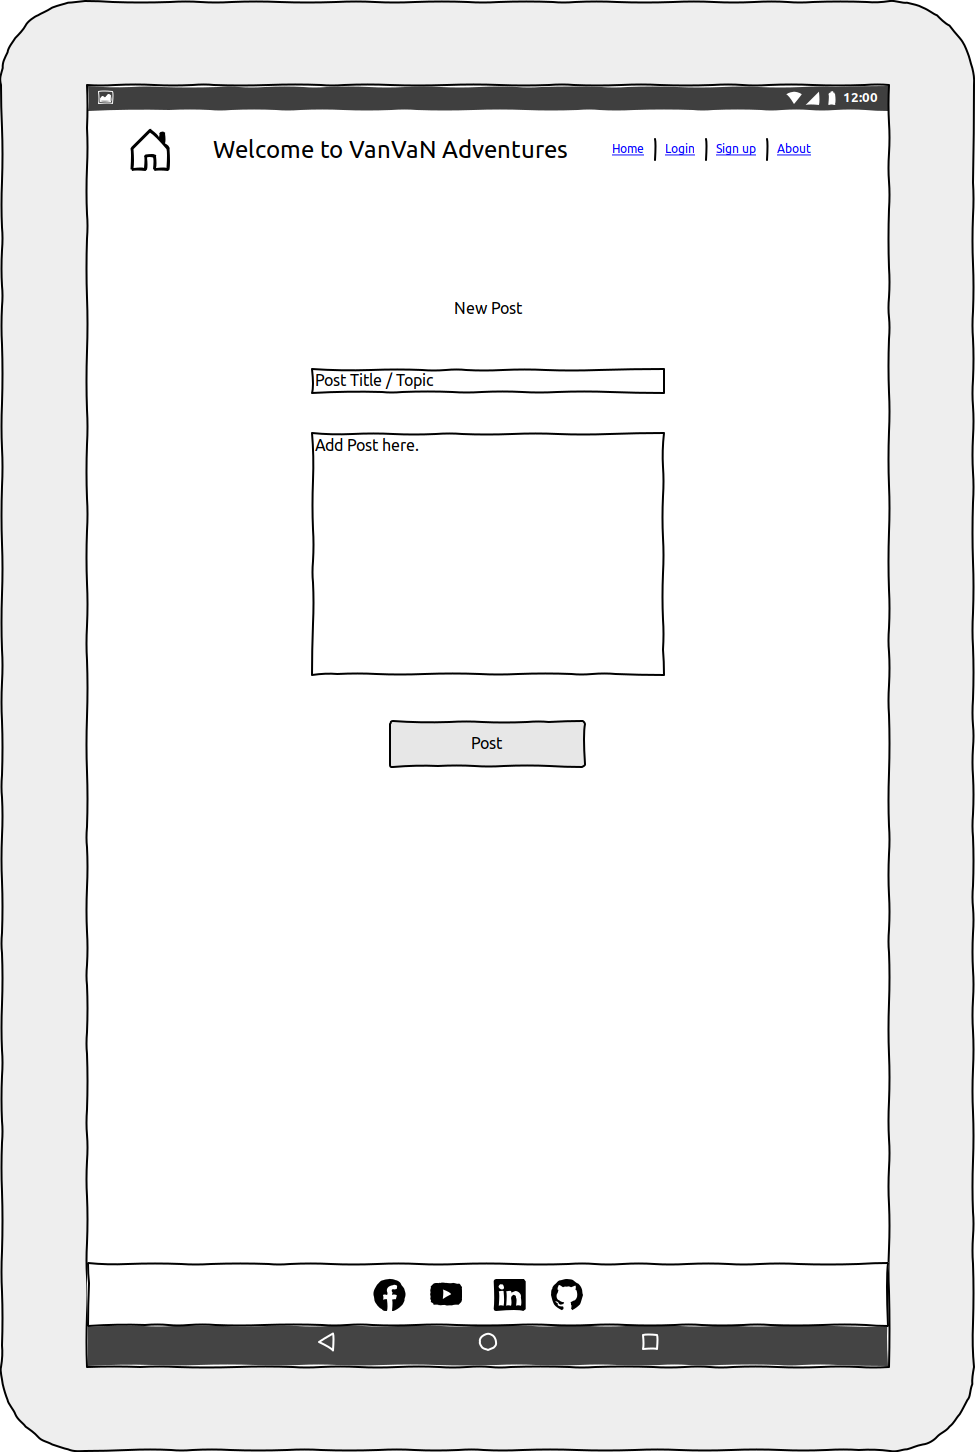 12:00
Welcome to VanVaN Adventures
Home | Login | Sign up | About
New Post
Post Title / Topic
Add Post here.
Post